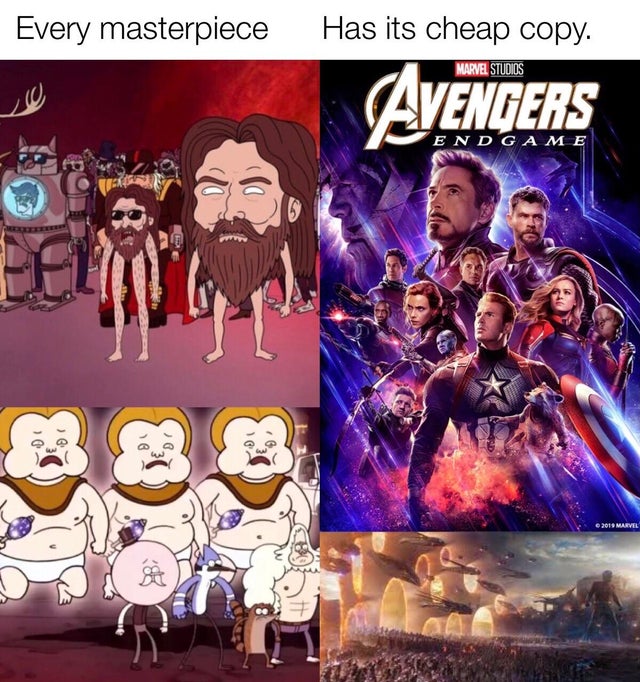 Every masterpiece
Has its cheap copy.
MARVEL STUDIOS
AVENGERS
ENDGAME
© 2019 MARVEL